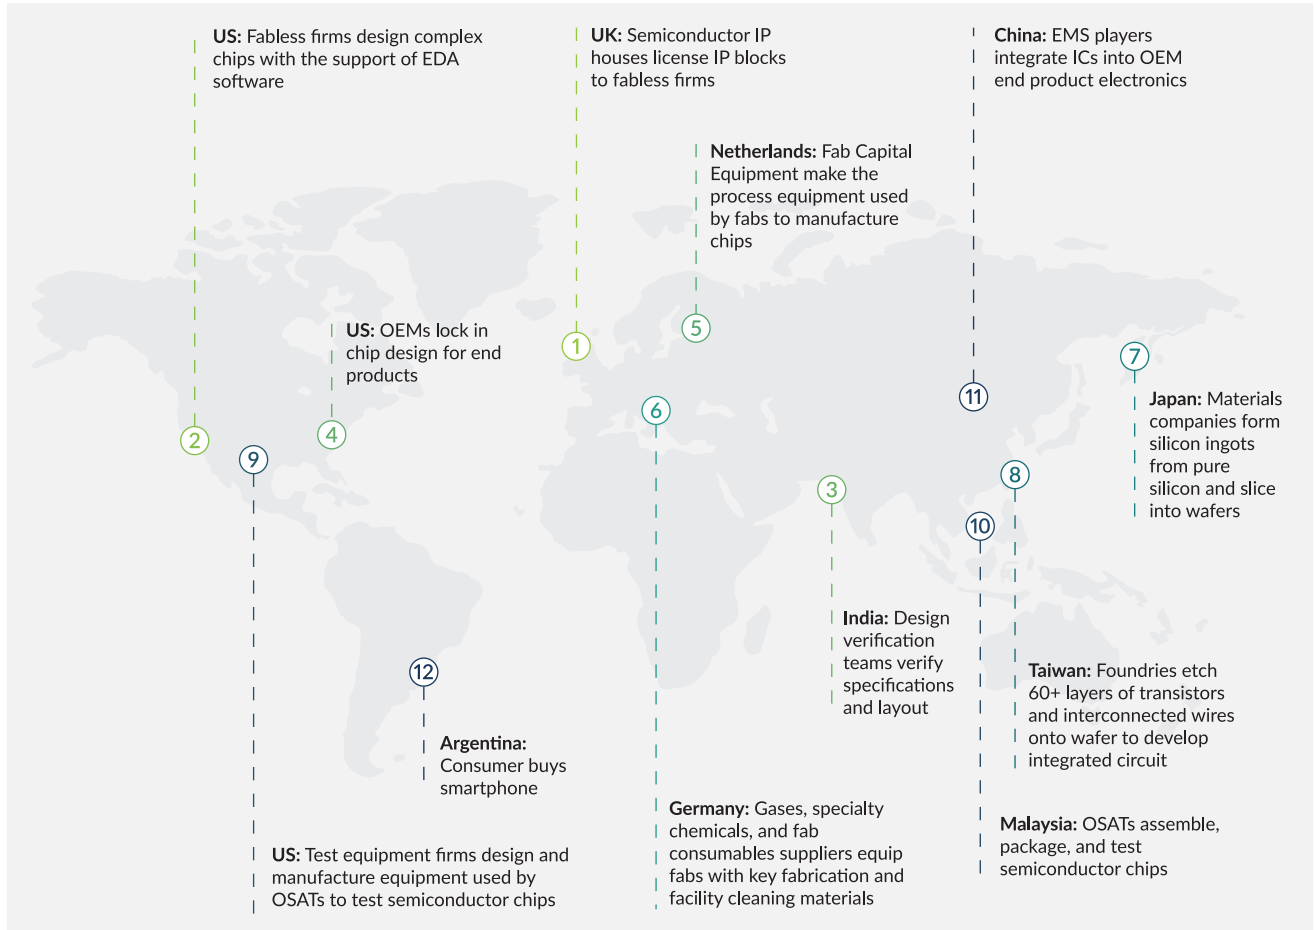 US: Fabless firms design complex
chips with the support of EDA
software
UK: Semiconductor IP
houses license IP blocks
to fabless firms
China: EMS players
integrate ICs into OEM
end product electronics
Netherlands: Fab Capital
Equipment make the
process equipment used
by fabs to manufacture
chips
US: OEMs lock in
chip design for end
products
1
5
7
6
11
2
4
9
8
3
10
12
Japan: Materials
companies form
silicon ingots
from pure
silicon and slice
into wafers
India: Design
verification
teams verify
specifications
and layout
Taiwan: Foundries etch
60+ layers of transistors
and interconnected wires
onto wafer to develop
integrated circuit
Argentina:
Consumer buys
smartphone
Germany: Gases, specialty
chemicals, and fab
consumables suppliers equip
fabs with key fabrication and
facility cleaning materials
Malaysia: OSATs assemble,
package, and test
semiconductor chips
US: Test equipment firms design and
manufacture equipment used by
OSATs to test semiconductor chips